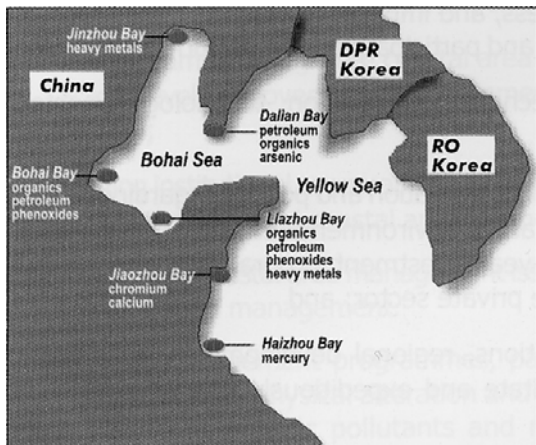 Jinzhou Bay
heavy metals
DPR
Korea
China
Dalian Bay
petroleum
organics
arsenic
RO
Korea
Bohai Sea
Bohai Bay
organics
petroleum
phenoxides
Yellow Sea
Liazhou Bay
organics
petroleum
phenoxides
heavy metals
Jiaozhou Bay
chromium
calcium
Haizhou Bay
mercury